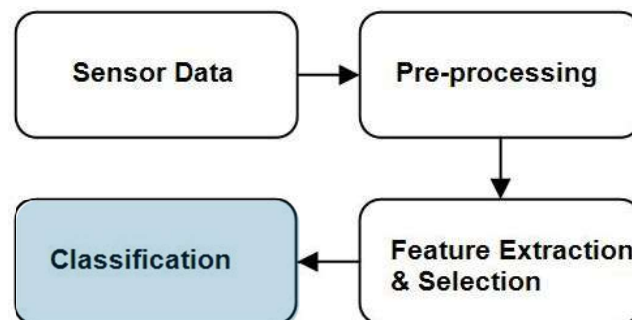 Sensor Data
Pre-processing
Feature Extraction
& Selection
Classification